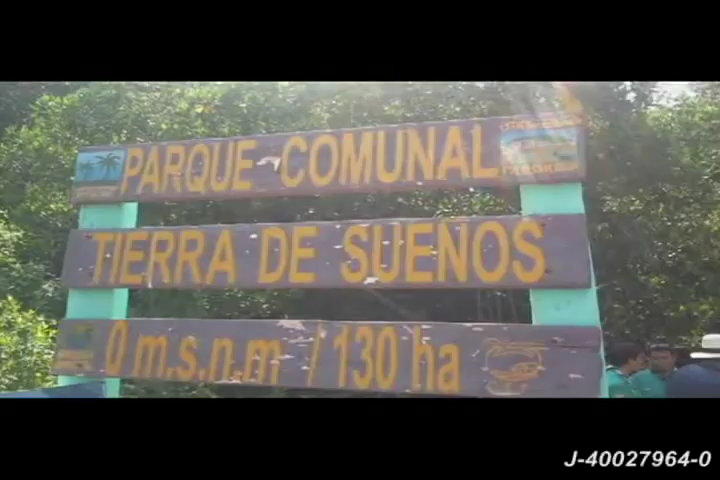 PARQUE COMUNAL
TIERRA DE SUENOS
0 m.s.n.m / 130 ha
J-40027964-0